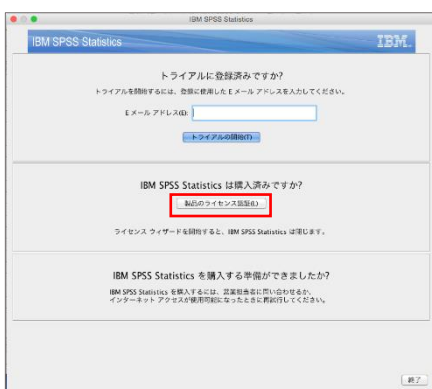 IBM SPSS Statistics
IBM SPSS Statistics
IBM.
トライアルに登録済みですか?
トライアルを開始するには、登録に使用した E メール アドレスを入力してください。
E メール アドレス(E):
トライアルの開始(T)
IBM SPSS Statistics は購入済みですか?
製品のライセンス認証(L)
ライセンス ウィザードを開始すると、IBM SPSS Statistics は閉じます。
IBM SPSS Statistics を購入する準備ができましたか?
IBM SPSS Statistics を購入するには、営業担当者に問い合わせるか、
インターネット アクセスが使用可能になったときに再試行してください。
終了